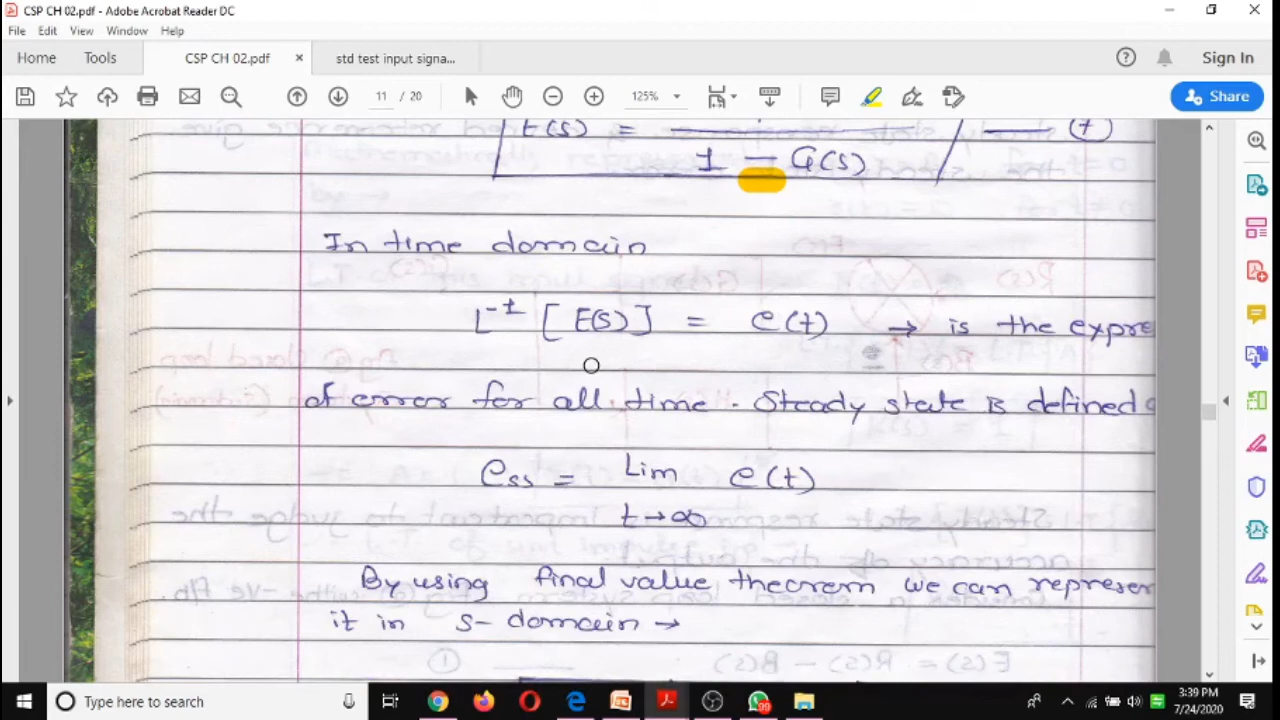 CSP CH 02.pdf - Adobe Acrobat Reader DC
File Edit View Window Help
Home Tools CSP CH 02.pdf × std test input signa... Sign In
11 / 20 125% Share
E(s) =
1 - G(s)
In time domain
L⁻¹ [E(s)] = e(t) → is the expre
of error for all time. Steady state is defined
ess = Lim e(t)
t→∞
By using final value theorem we can represen
it in s-domain →
Type here to search
3:39 PM
7/24/2020